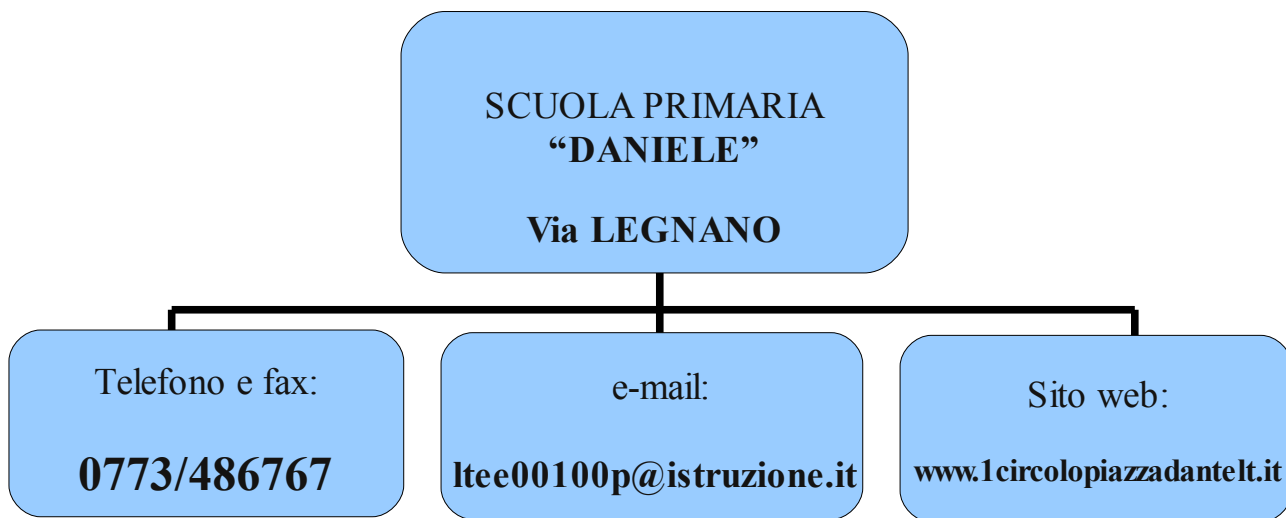 SCUOLA PRIMARIA
“DANIELE”
Via LEGNANO
Telefono e fax:
0773/486767
e-mail:
ltee00100p@istruzione.it
Sito web:
www.1circolopiazzadantelt.it